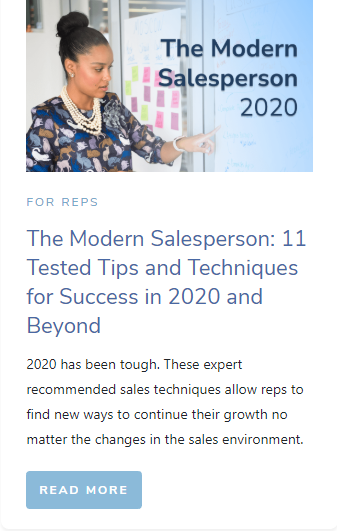 The Modern
Salesperson
2020
FOR REPS
The Modern Salesperson: 11
Tested Tips and Techniques
for Success in 2020 and
Beyond
2020 has been tough. These expert
recommended sales techniques allow reps to
find new ways to continue their growth no
matter the changes in the sales environment.
READ MORE